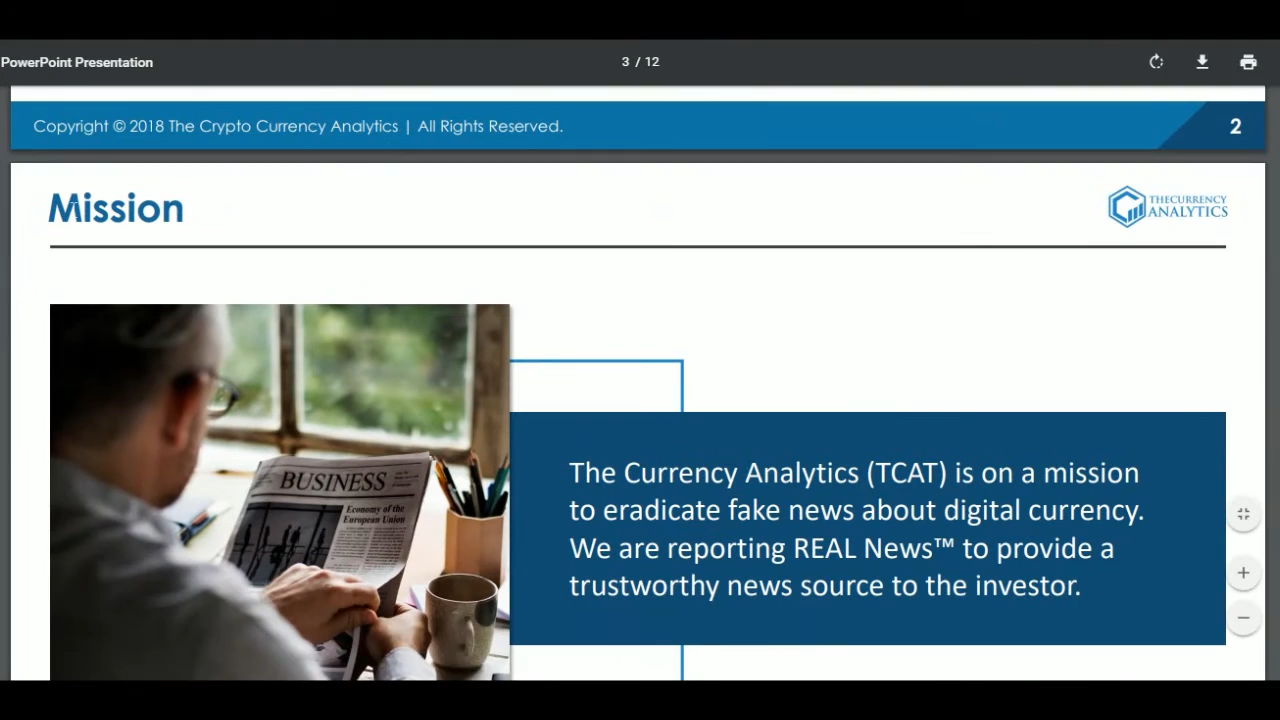 PowerPoint Presentation
3 / 12
Copyright © 2018 The Crypto Currency Analytics | All Rights Reserved.
2
Mission
THECURRENCY
ANALYTICS
BUSINESS
Economy of the
European Union
The Currency Analytics (TCAT) is on a mission
to eradicate fake news about digital currency.
We are reporting REAL News™ to provide a
trustworthy news source to the investor.